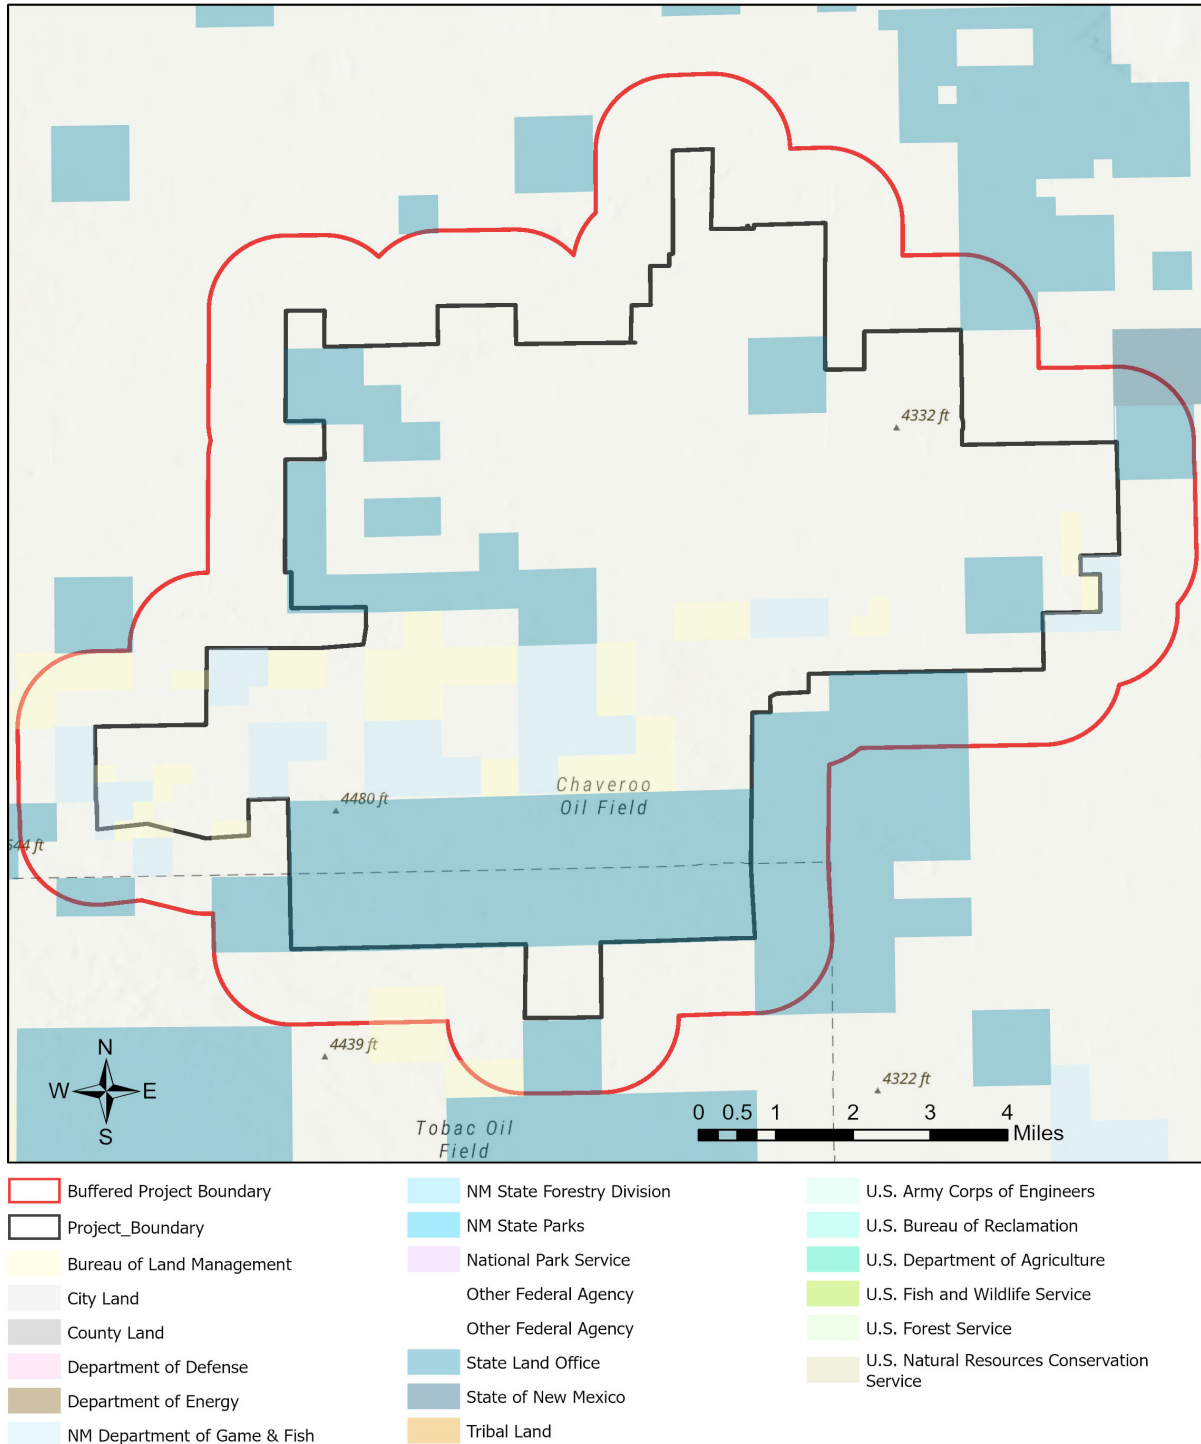 4332 ft
Chaveroo
Oil Field
4480 ft
544 ft
4439 ft
4322 ft
Tobac Oil
Field
N
W E
S
0 0.5 1 2 3 4
Miles
Buffered Project Boundary
Project_Boundary
Bureau of Land Management
City Land
County Land
Department of Defense
Department of Energy
NM Department of Game & Fish
NM State Forestry Division
NM State Parks
National Park Service
Other Federal Agency
Other Federal Agency
State Land Office
State of New Mexico
Tribal Land
U.S. Army Corps of Engineers
U.S. Bureau of Reclamation
U.S. Department of Agriculture
U.S. Fish and Wildlife Service
U.S. Forest Service
U.S. Natural Resources Conservation
Service